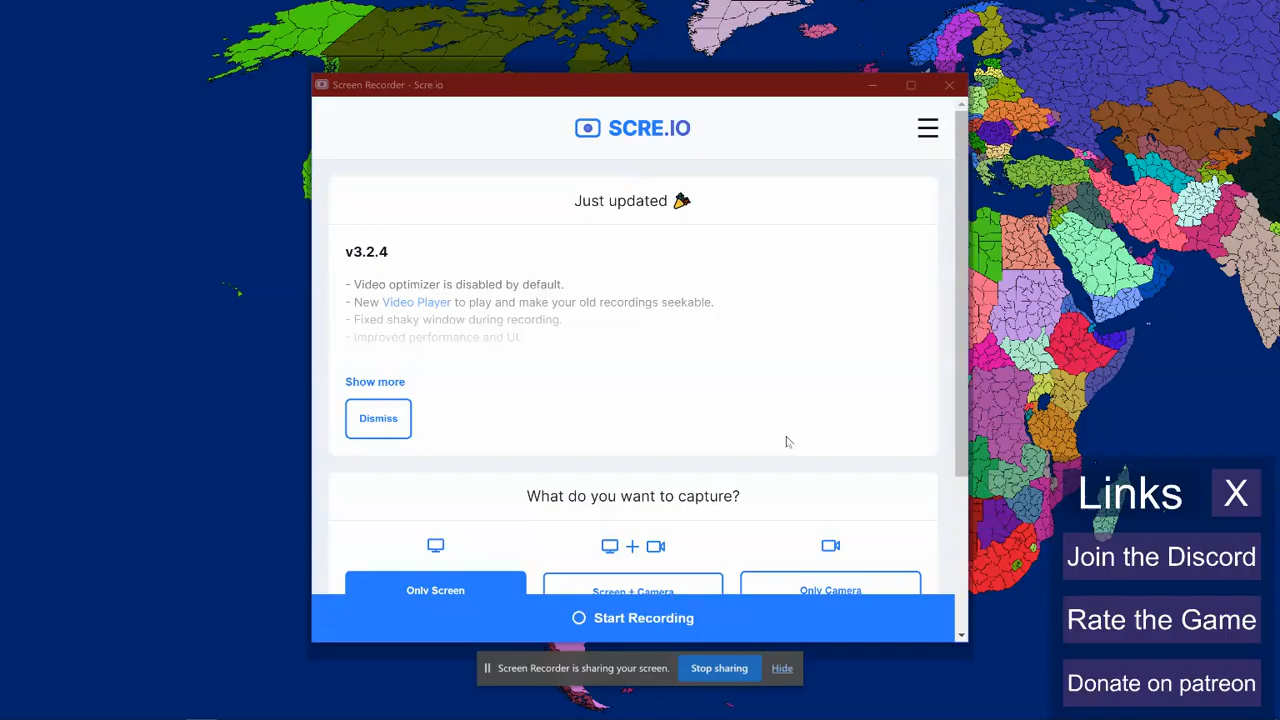 Screen Recorder - Scre.io
SCRE.IO
Just updated
v3.2.4
- Video optimizer is disabled by default.
- New Video Player to play and make your old recordings seekable.
- Fixed shaky window during recording.
- Improved performance and UI.
Show more
Dismiss
What do you want to capture?
Only Screen
Screen + Camera
Only Camera
Start Recording
Screen Recorder is sharing your screen.
Stop sharing
Hide
Links
X
Join the Discord
Rate the Game
Donate on patreon